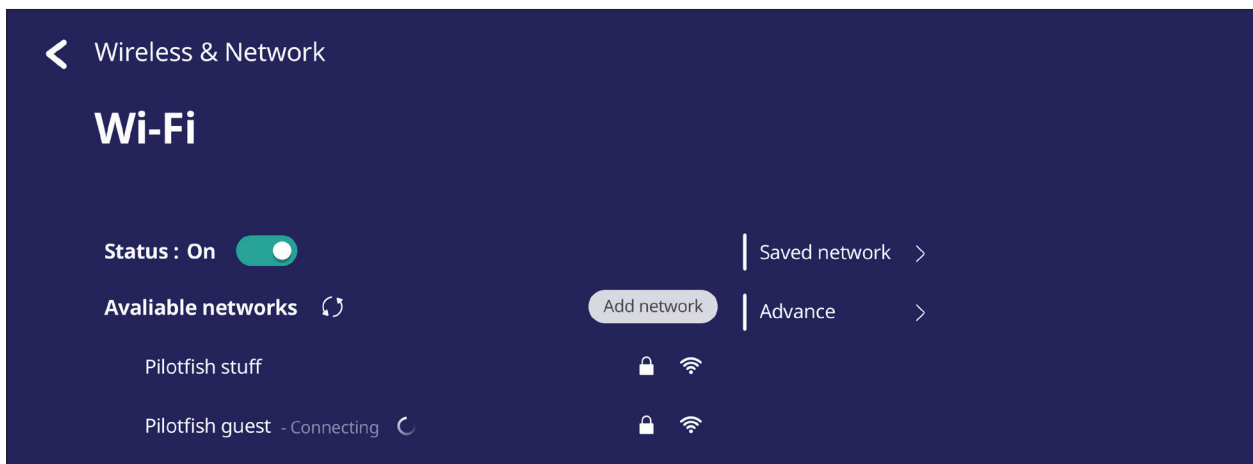 Wireless & Network
Wi-Fi
Status : On
Saved network
Avaliable networks
Add network
Advance
Pilotfish stuff
Pilotfish guest - Connecting